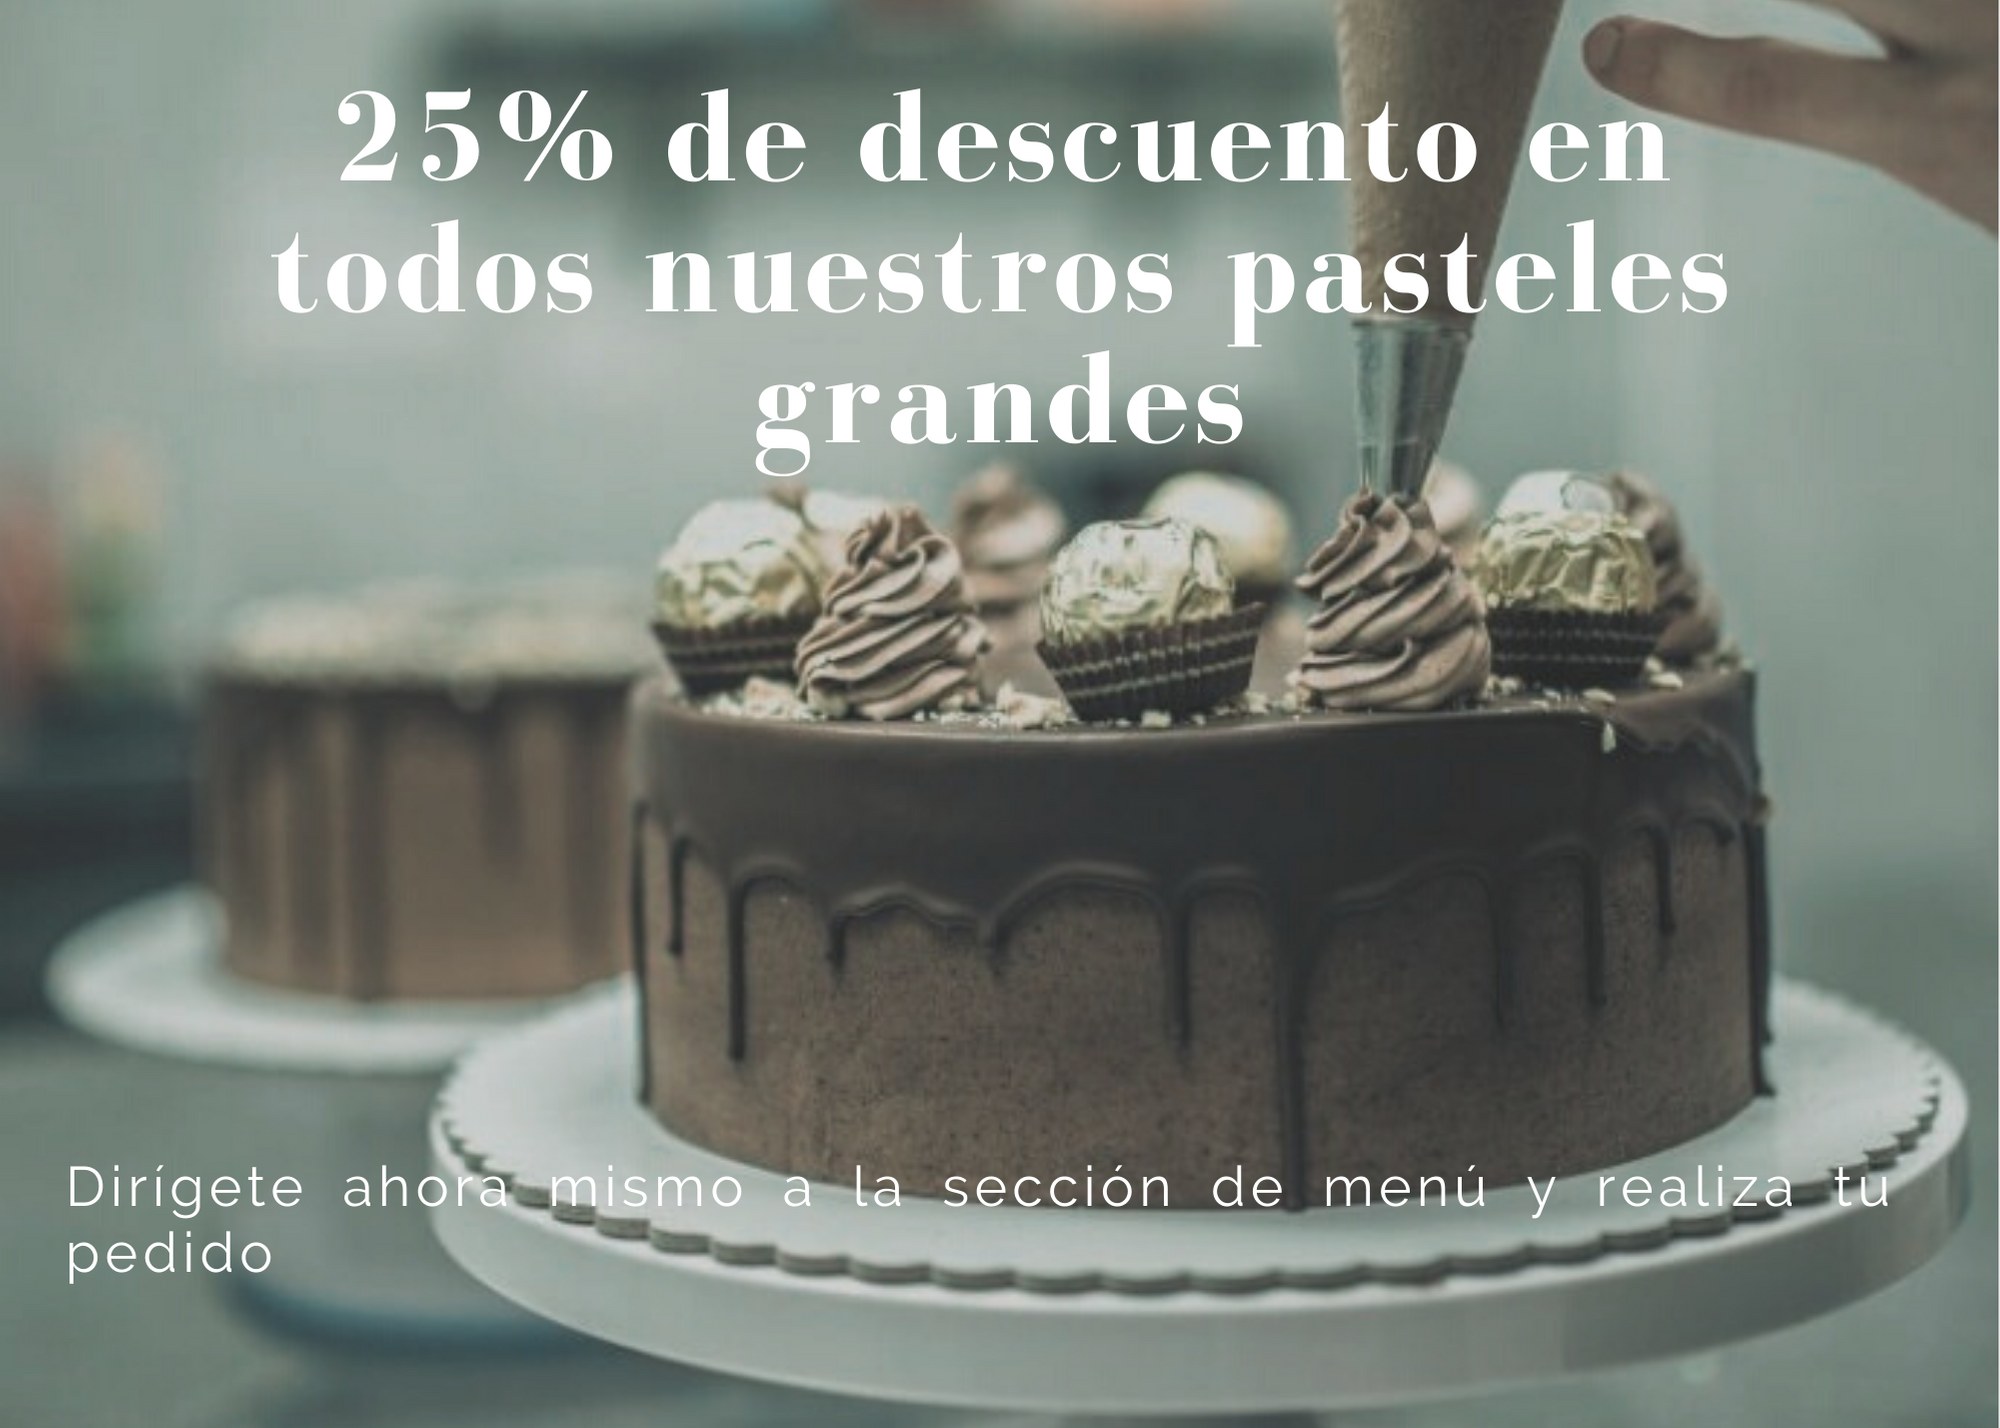 25% de descuento en
todos nuestros pasteles
grandes
Dirígete ahora mismo a la sección de menú y realiza tu
pedido